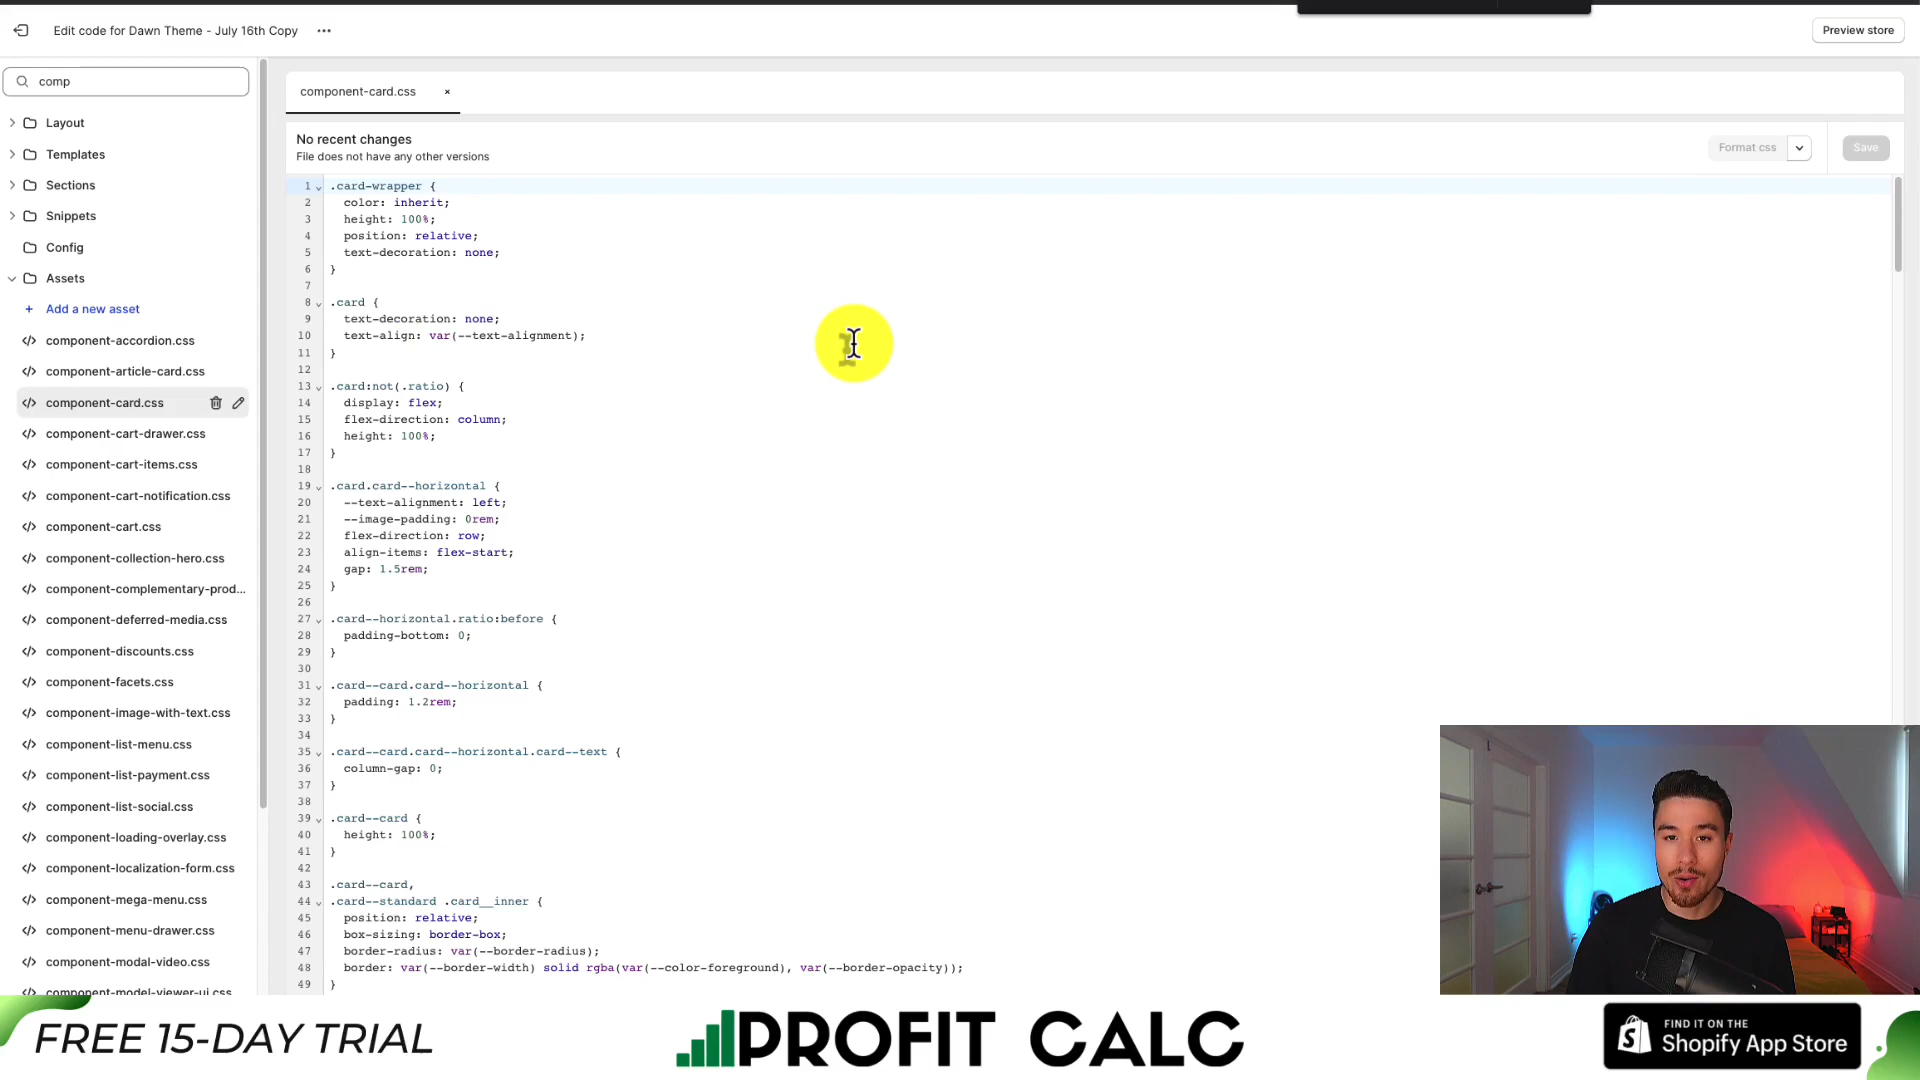 Edit code for Dawn Theme - July 16th Copy
Preview store
comp
Layout
Templates
Sections
Snippets
Config
Assets
+ Add a new asset
component-accordion.css
component-article-card.css
component-card.css
component-cart-drawer.css
component-cart-items.css
component-cart-notification.css
component-cart.css
component-collection-hero.css
component-complementary-prod...
component-deferred-media.css
component-discounts.css
component-facets.css
component-image-with-text.css
component-list-menu.css
component-list-payment.css
component-list-social.css
component-loading-overlay.css
component-localization-form.css
component-mega-menu.css
component-menu-drawer.css
component-modal-video.css
component-model-viewer-ui.css
component-card.css ×
No recent changes
File does not have any other versions
Format css
Save
1 .card-wrapper {
2 color: inherit;
3 height: 100%;
4 position: relative;
5 text-decoration: none;
6 }
7
8 .card {
9 text-decoration: none;
10 text-align: var(--text-alignment);
11 }
12
13 .card:not(.ratio) {
14 display: flex;
15 flex-direction: column;
16 height: 100%;
17 }
18
19 .card.card--horizontal {
20 --text-alignment: left;
21 --image-padding: 0rem;
22 flex-direction: row;
23 align-items: flex-start;
24 gap: 1.5rem;
25 }
26
27 .card--horizontal.ratio:before {
28 padding-bottom: 0;
29 }
30
31 .card--card.card--horizontal {
32 padding: 1.2rem;
33 }
34
35 .card--card.card--horizontal.card--text {
36 column-gap: 0;
37 }
38
39 .card--card {
40 height: 100%;
41 }
42
43 .card--card,
44 .card--standard .card__inner {
45 position: relative;
46 box-sizing: border-box;
47 border-radius: var(--border-radius);
48 border: var(--border-width) solid rgba(var(--color-foreground), var(--border-opacity));
49 }
FREE 15-DAY TRIAL
PROFIT CALC
FIND IT ON THE
Shopify App Store